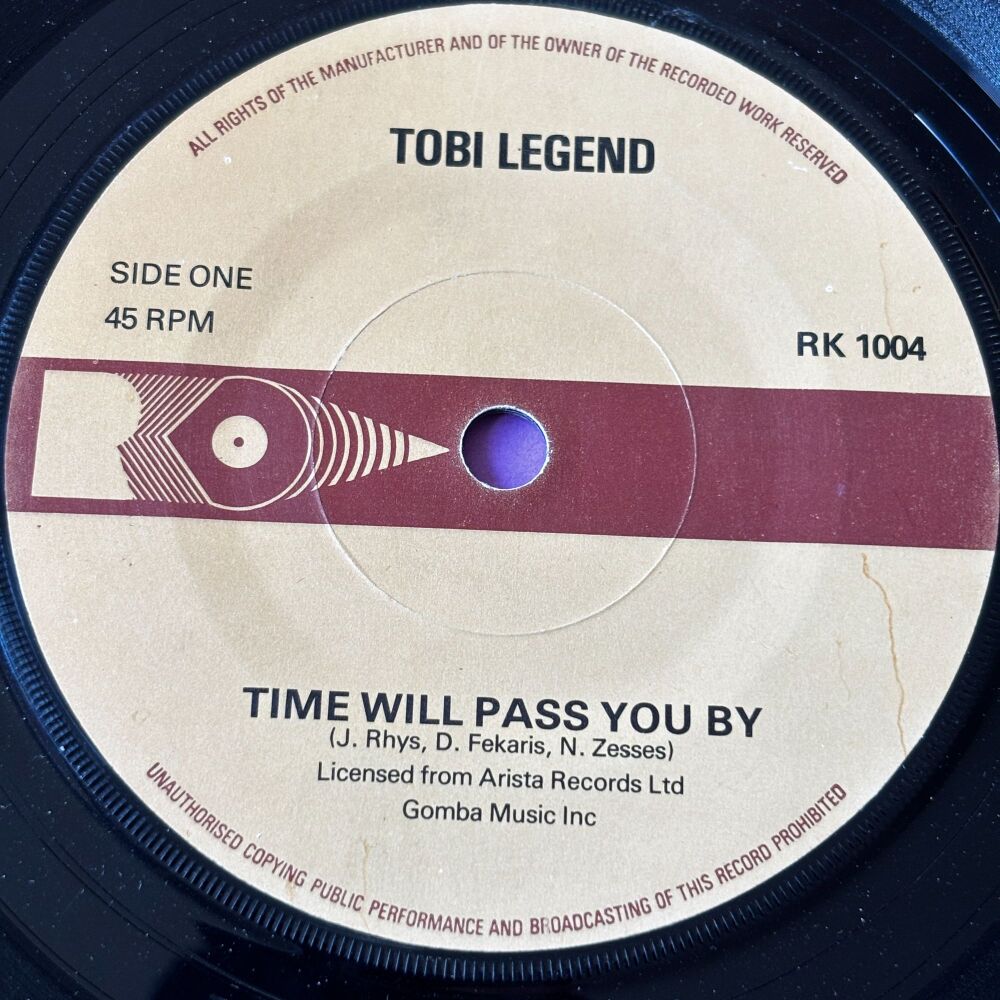 ALL RIGHTS OF THE MANUFACTURER AND OF THE OWNER OF THE RECORDED WORK RESERVED
TOBI LEGEND
SIDE ONE
45 RPM
RK 1004
TIME WILL PASS YOU BY
(J. Rhys, D. Fekaris, N. Zesses)
Licensed from Arista Records Ltd
Gomba Music Inc
UNAUTHORISED COPYING PUBLIC PERFORMANCE AND BROADCASTING OF THIS RECORD PROHIBITED